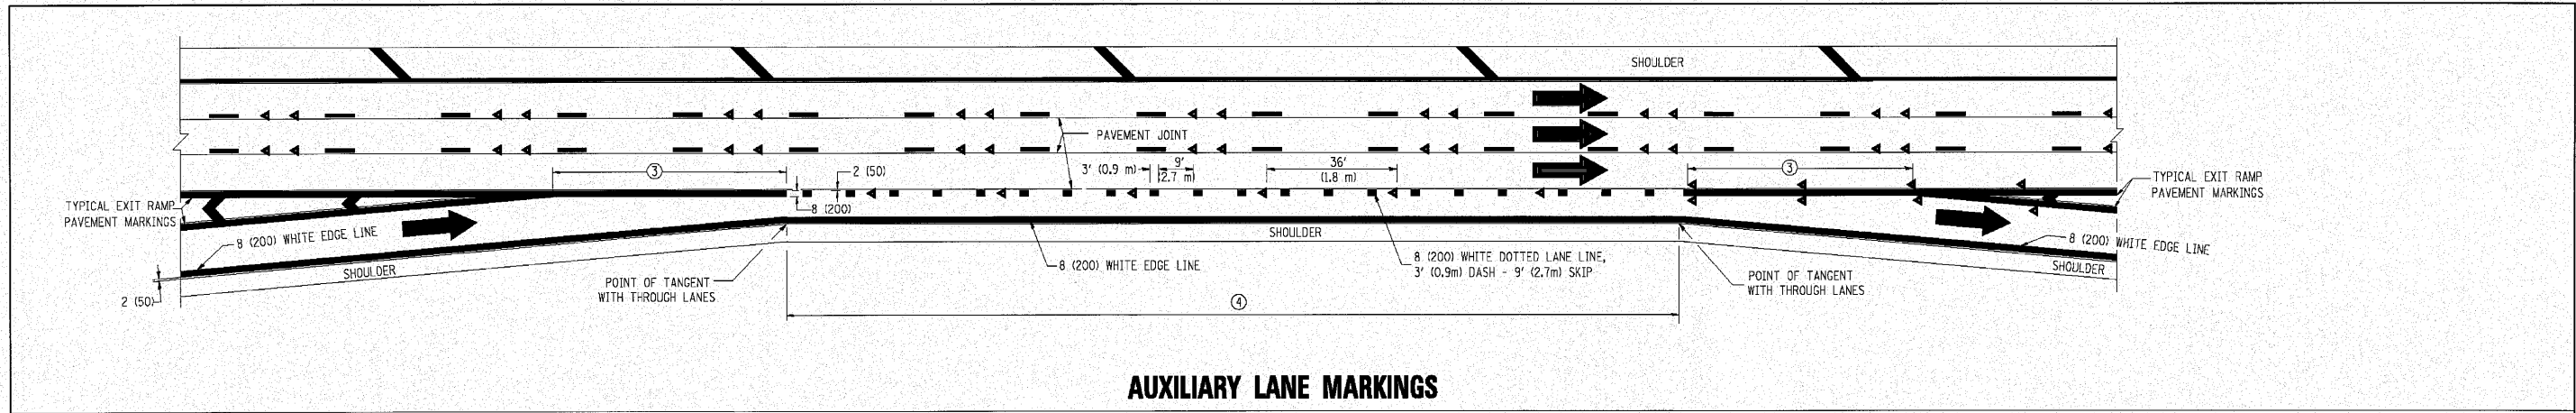 SHOULDER
PAVEMENT JOINT
3' (0.9 m)
9'
(2.7 m)
36'
(1.8 m)
3
2 (50)
8 (200)
3
TYPICAL EXIT RAMP
PAVEMENT MARKINGS
TYPICAL EXIT RAMP
PAVEMENT MARKINGS
8 (200) WHITE EDGE LINE
SHOULDER
2 (50)
POINT OF TANGENT
WITH THROUGH LANES
8 (200) WHITE EDGE LINE
SHOULDER
8 (200) WHITE DOTTED LANE LINE,
3' (0.9m) DASH - 9' (2.7m) SKIP
POINT OF TANGENT
WITH THROUGH LANES
8 (200) WHITE EDGE LINE
SHOULDER
4
AUXILIARY LANE MARKINGS